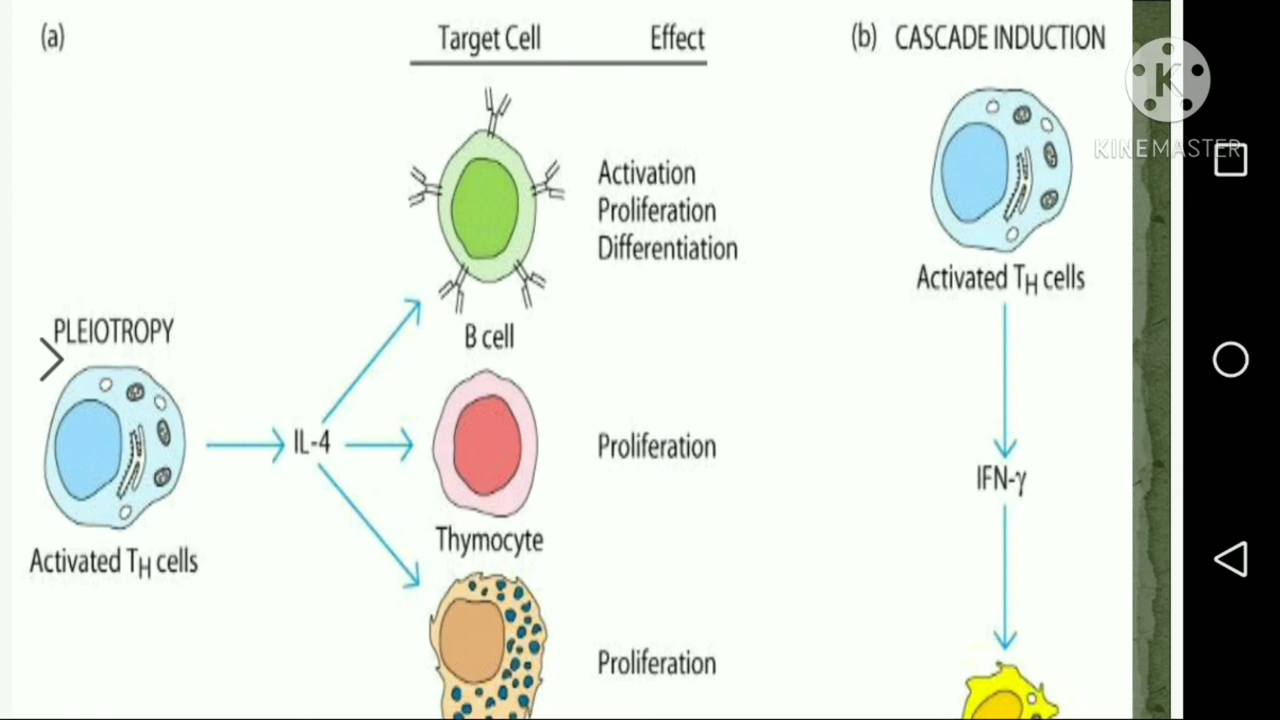 (a)
Target Cell Effect
Activation
Proliferation
Differentiation
B cell
PLEIOTROPY
IL-4
Activated TH cells
Proliferation
Thymocyte
Proliferation
(b) CASCADE INDUCTION
K
KINEMASTER
Activated TH cells
IFN-γ